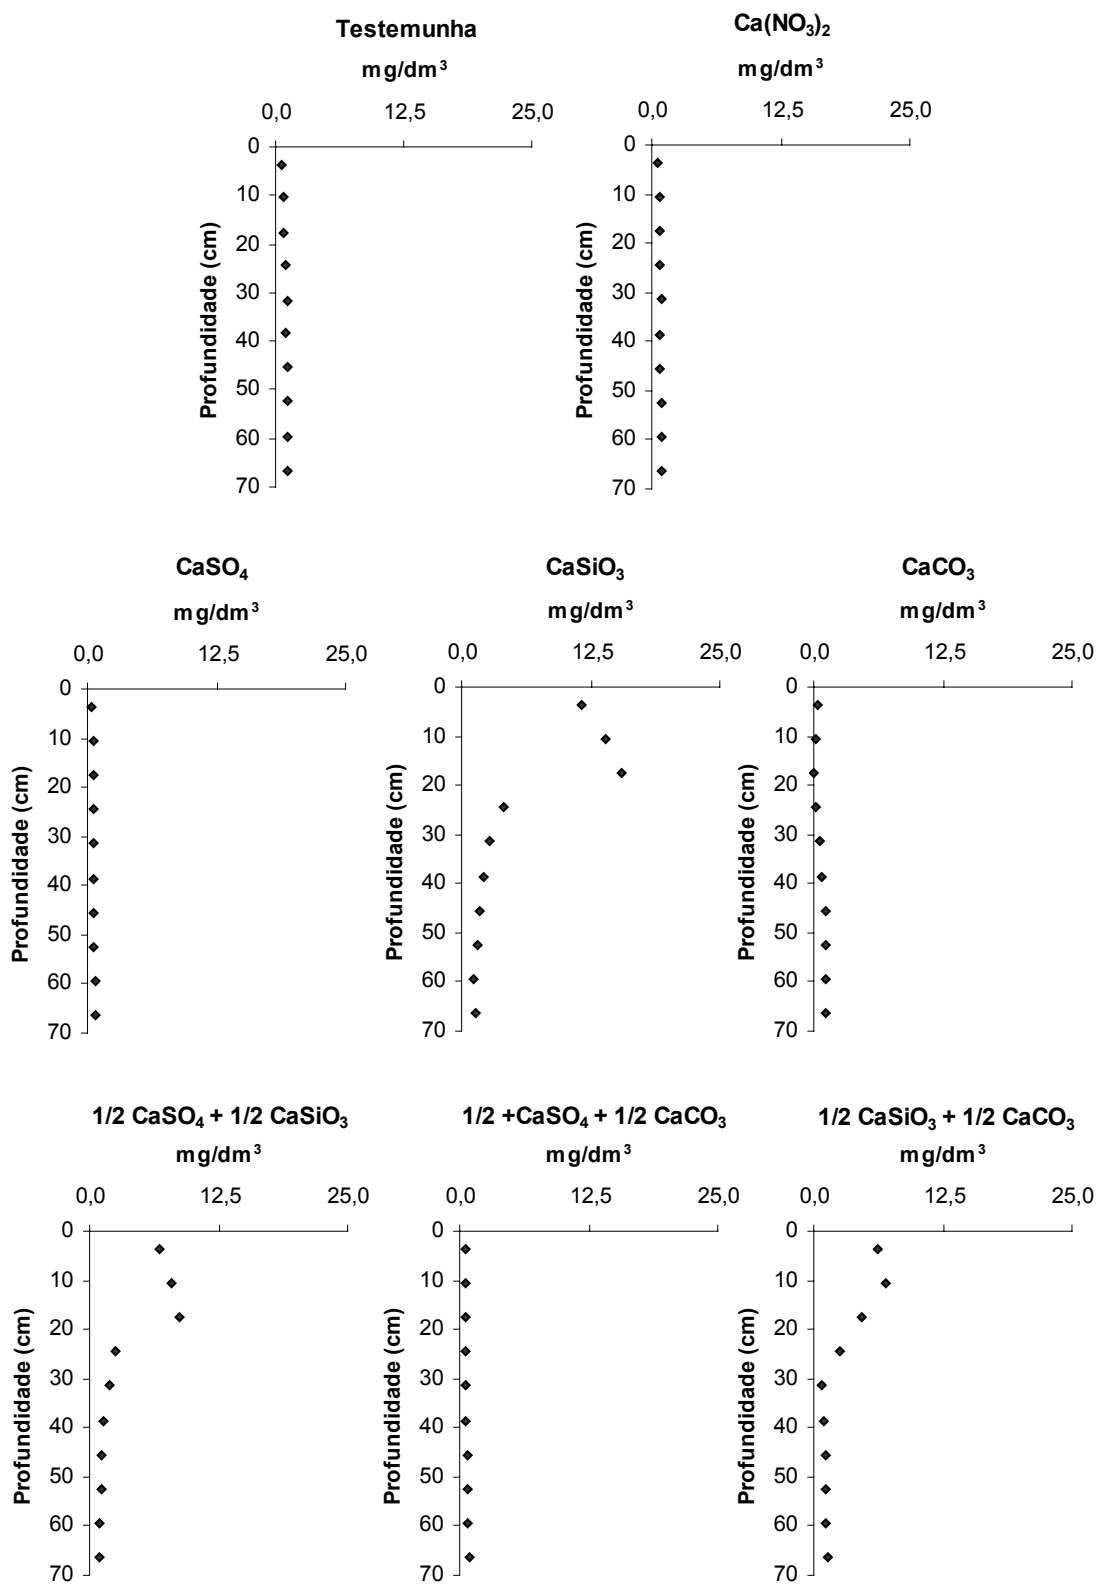 Testemunha
mg/dm³
0,0 12,5 25,0
0
10
20
30
40
50
60
70
Profundidade (cm)
Ca(NO₃)₂
mg/dm³
0,0 12,5 25,0
0
10
20
30
40
50
60
70
Profundidade (cm)
CaSO₄
mg/dm³
0,0 12,5 25,0
0
10
20
30
40
50
60
70
Profundidade (cm)
CaSiO₃
mg/dm³
0,0 12,5 25,0
0
10
20
30
40
50
60
70
Profundidade (cm)
CaCO₃
mg/dm³
0,0 12,5 25,0
0
10
20
30
40
50
60
70
Profundidade (cm)
1/2 CaSO₄ + 1/2 CaSiO₃
mg/dm³
0,0 12,5 25,0
0
10
20
30
40
50
60
70
Profundidade (cm)
1/2 +CaSO₄ + 1/2 CaCO₃
mg/dm³
0,0 12,5 25,0
0
10
20
30
40
50
60
70
Profundidade (cm)
1/2 CaSiO₃ + 1/2 CaCO₃
mg/dm³
0,0 12,5 25,0
0
10
20
30
40
50
60
70
Profundidade (cm)